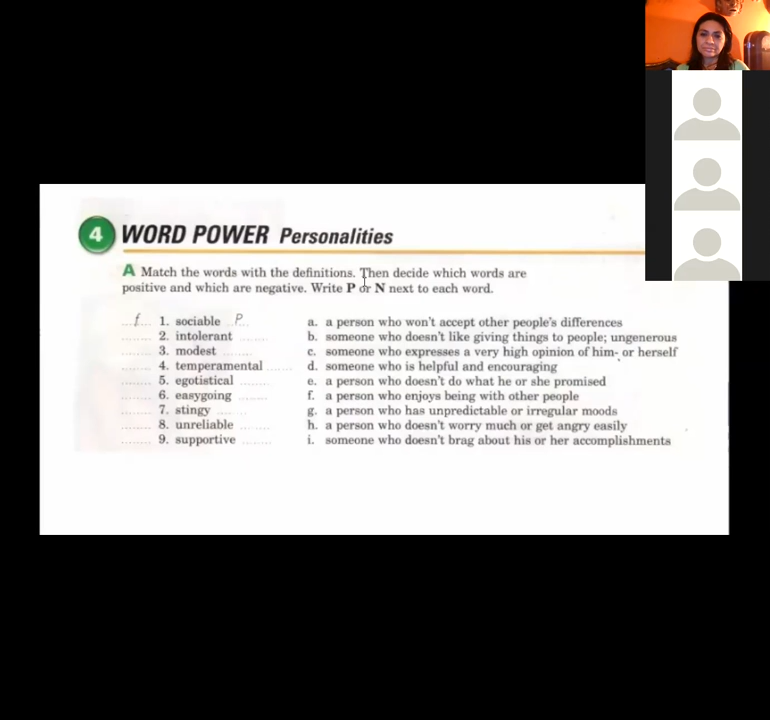 4 WORD POWER Personalities
A Match the words with the definitions. Then decide which words are
positive and which are negative. Write P or N next to each word.
f 1. sociable P
2. intolerant
3. modest
4. temperamental
5. egotistical
6. easygoing
7. stingy
8. unreliable
9. supportive
a. a person who won't accept other people's differences
b. someone who doesn't like giving things to people; ungenerous
c. someone who expresses a very high opinion of him- or herself
d. someone who is helpful and encouraging
e. a person who doesn't do what he or she promised
f. a person who enjoys being with other people
g. a person who has unpredictable or irregular moods
h. a person who doesn't worry much or get angry easily
i. someone who doesn't brag about his or her accomplishments